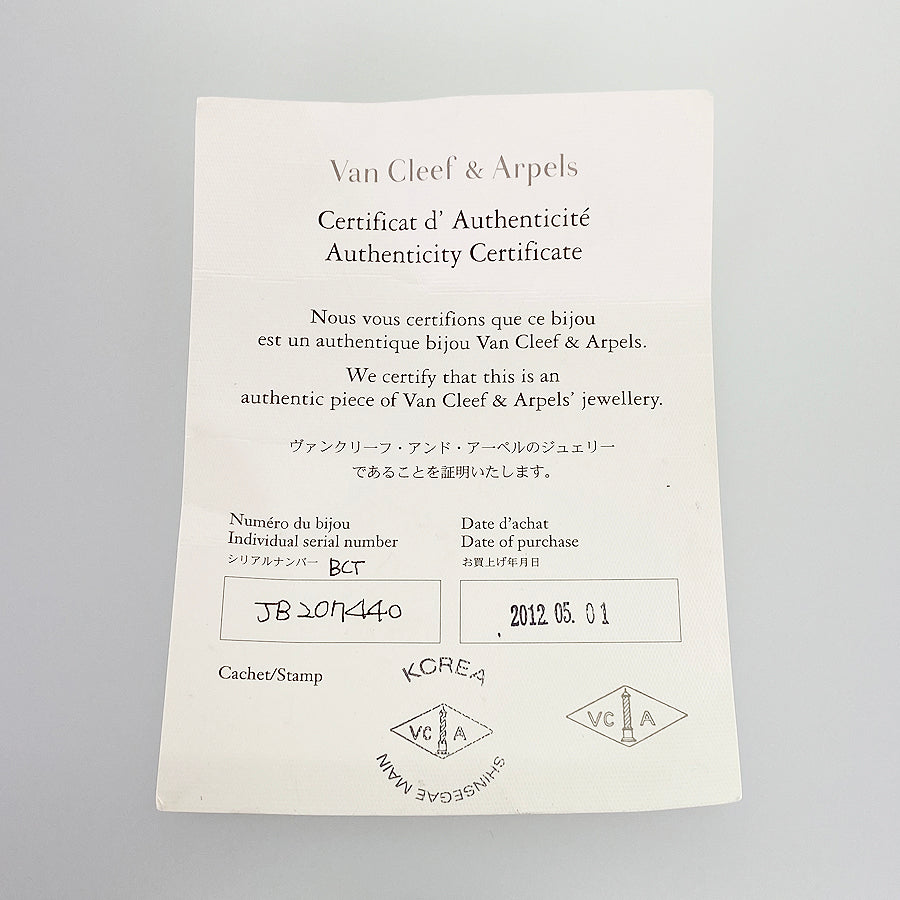 Van Cleef & Arpels
Certificat d' Authenticité
Authenticity Certificate
Nous vous certifions que ce bijou
est un authentique bijou Van Cleef & Arpels.
We certify that this is an
authentic piece of Van Cleef & Arpels' jewellery.
ヴァンクリーフ・アンド・アーペルのジュエリー
であることを証明いたします。
Numéro du bijou
Individual serial number
シリアルナンバー BCT
JB207440
Date d'achat
Date of purchase
お買上げ年月日
2012.05.01
Cachet/Stamp
KOREA
VC A
SHINSEGAE MAIN
VC A